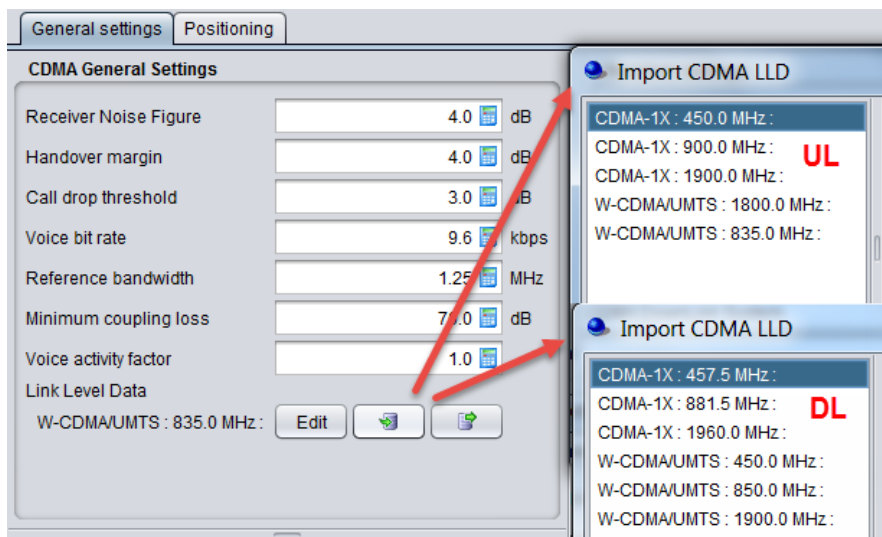 General settings
Positioning
CDMA General Settings
Receiver Noise Figure 4.0 dB
Handover margin 4.0 dB
Call drop threshold 3.0 dB
Voice bit rate 9.6 kbps
Reference bandwidth 1.25 MHz
Minimum coupling loss dB
Voice activity factor 1.0
Link Level Data
W-CDMA/UMTS : 835.0 MHz : Edit
Import CDMA LLD
CDMA-1X : 450.0 MHz :
CDMA-1X : 900.0 MHz :
UL
CDMA-1X : 1900.0 MHz :
W-CDMA/UMTS : 1800.0 MHz :
W-CDMA/UMTS : 835.0 MHz :
Import CDMA LLD
CDMA-1X : 457.5 MHz :
CDMA-1X : 881.5 MHz :
DL
CDMA-1X : 1960.0 MHz :
W-CDMA/UMTS : 450.0 MHz :
W-CDMA/UMTS : 850.0 MHz :
W-CDMA/UMTS : 1900.0 MHz :